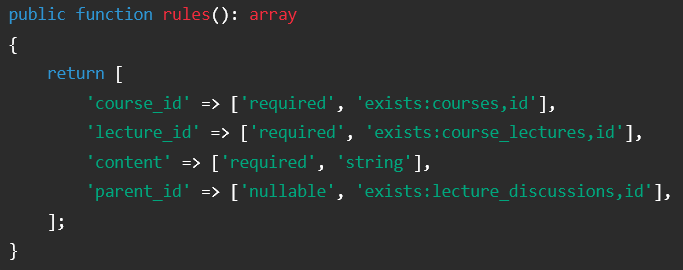 public function rules(): array
{
    return [
        'course_id' => ['required', 'exists:courses,id'],
        'lecture_id' => ['required', 'exists:course_lectures,id'],
        'content' => ['required', 'string'],
        'parent_id' => ['nullable', 'exists:lecture_discussions,id'],
    ];
}